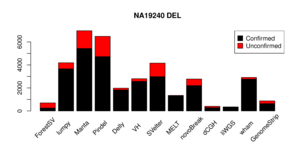 NA19240 DEL
Confirmed
Unconfirmed
6000
4000
2000
0
ForestSV
lumpy
Manta
Pindel
Delly
VH
SVelter
MELT
novoBreak
dCGH
liWGS
wham
GenomeStrip